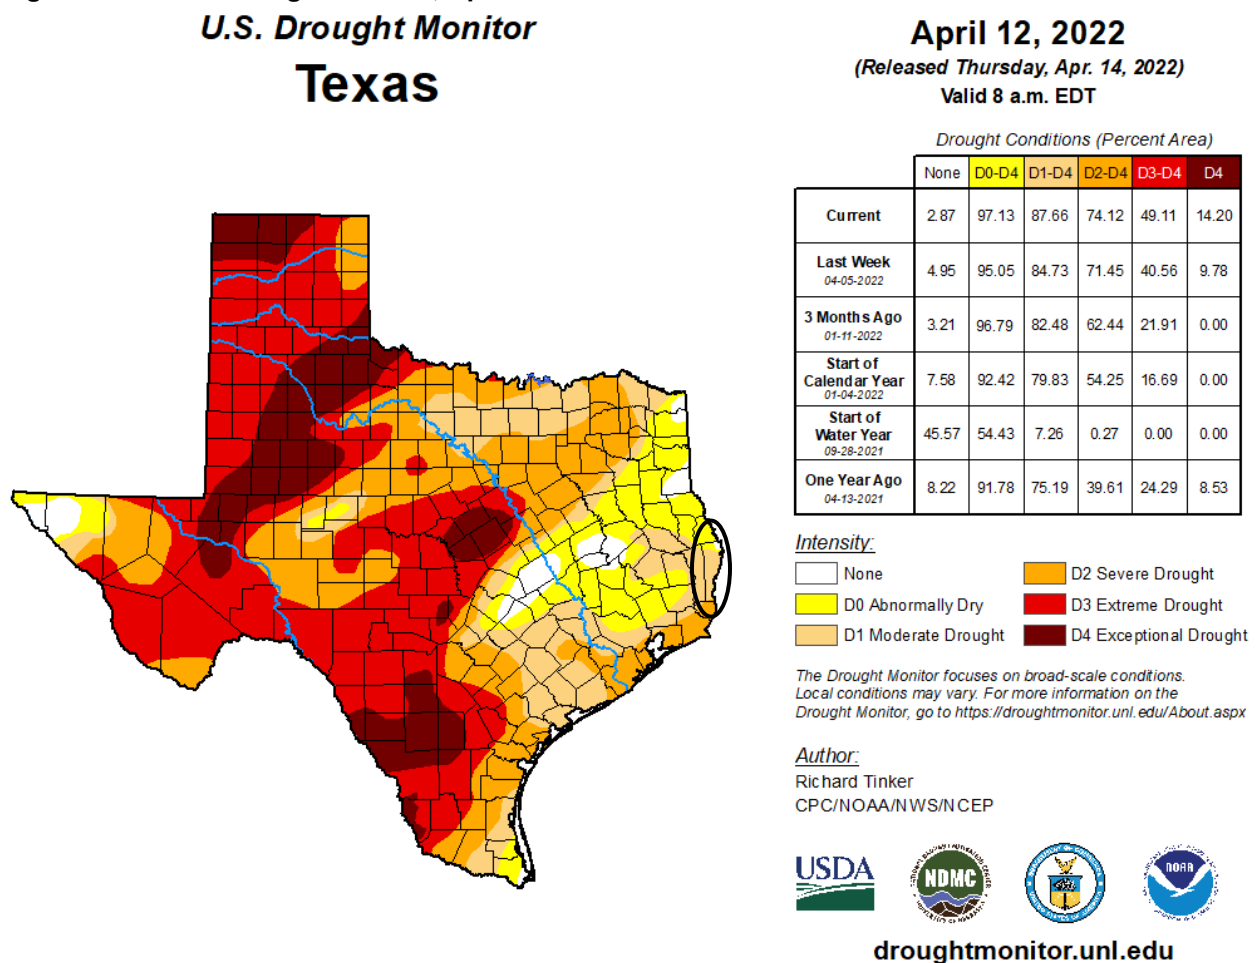 U.S. Drought Monitor
Texas
April 12, 2022
(Released Thursday, Apr. 14, 2022)
Valid 8 a.m. EDT
Drought Conditions (Percent Area)
None D0-D4 D1-D4 D2-D4 D3-D4 D4
Current 2.87 97.13 87.66 74.12 49.11 14.20
Last Week
04-05-2022 4.95 95.05 84.73 71.45 40.56 9.78
3 Months Ago
01-11-2022 3.21 96.79 82.48 62.44 21.91 0.00
Start of
Calendar Year
01-04-2022 7.58 92.42 79.83 54.25 16.69 0.00
Start of
Water Year
09-28-2021 45.57 54.43 7.26 0.27 0.00 0.00
One Year Ago
04-13-2021 8.22 91.78 75.19 39.61 24.29 8.53
Intensity:
None
D0 Abnormally Dry
D1 Moderate Drought
D2 Severe Drought
D3 Extreme Drought
D4 Exceptional Drought
The Drought Monitor focuses on broad-scale conditions.
Local conditions may vary. For more information on the
Drought Monitor, go to https://droughtmonitor.unl.edu/About.aspx
Author:
Richard Tinker
CPC/NOAA/NWS/NCEP
USDA
NDMC
NOAA
droughtmonitor.unl.edu